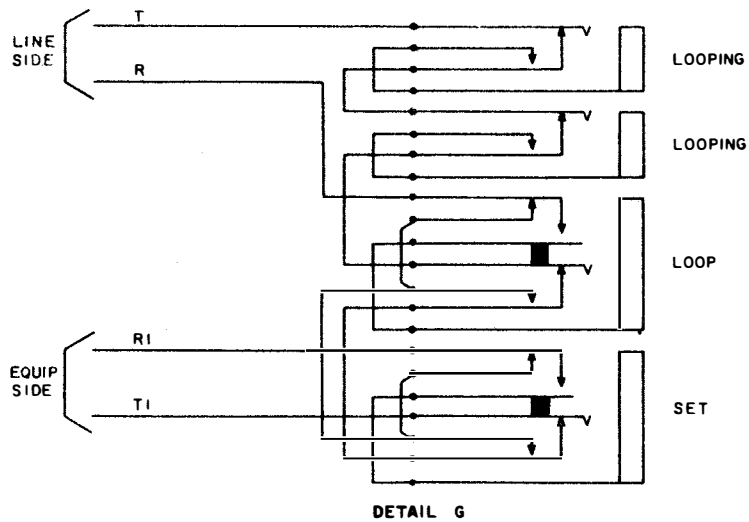 T
LINE
SIDE
R
LOOPING
LOOPING
LOOP
EQUIP
SIDE
R1
T1
SET
DETAIL G